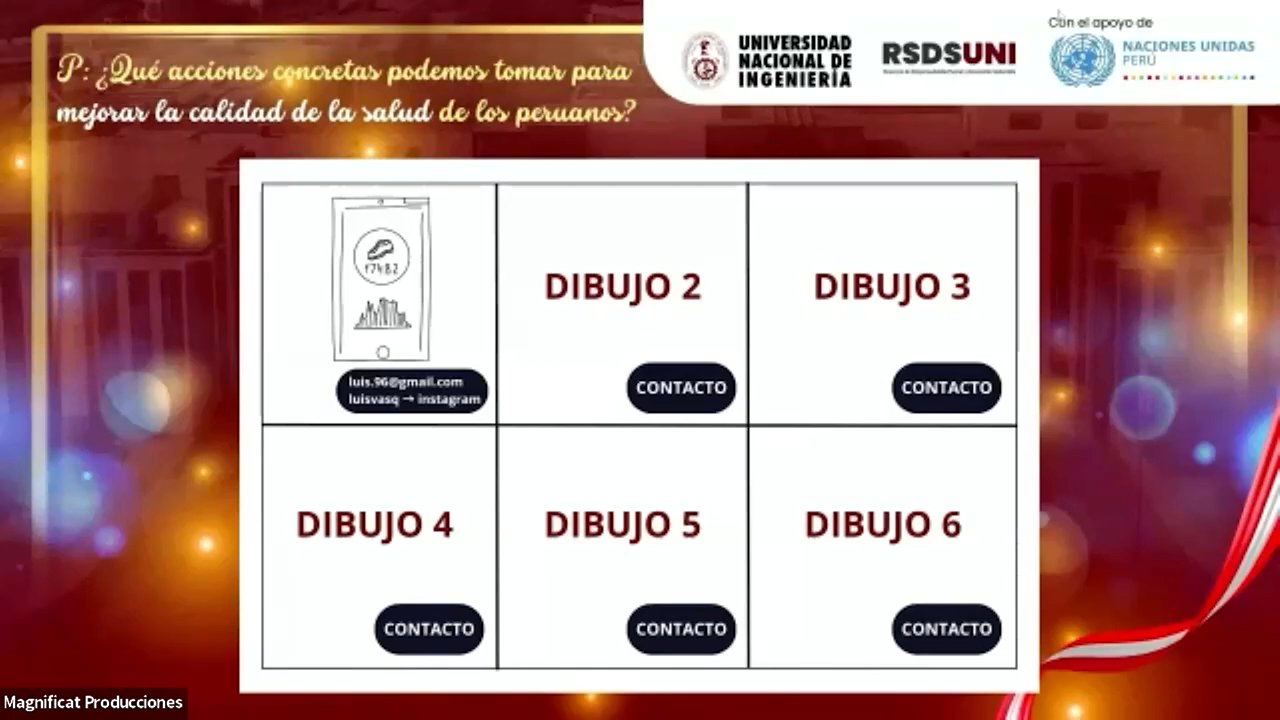 Con el apoyo de
P: ¿Qué acciones concretas podemos tomar para
mejorar la calidad de la salud de los peruanos?
UNIVERSIDAD
NACIONAL DE
INGENIERÍA
RSDSUNI
NACIONES UNIDAS
PERÚ
17482
luis.96@gmail.com
luisvasq → instagram
DIBUJO 2
CONTACTO
DIBUJO 3
CONTACTO
DIBUJO 4
CONTACTO
DIBUJO 5
CONTACTO
DIBUJO 6
CONTACTO
Magnificat Producciones